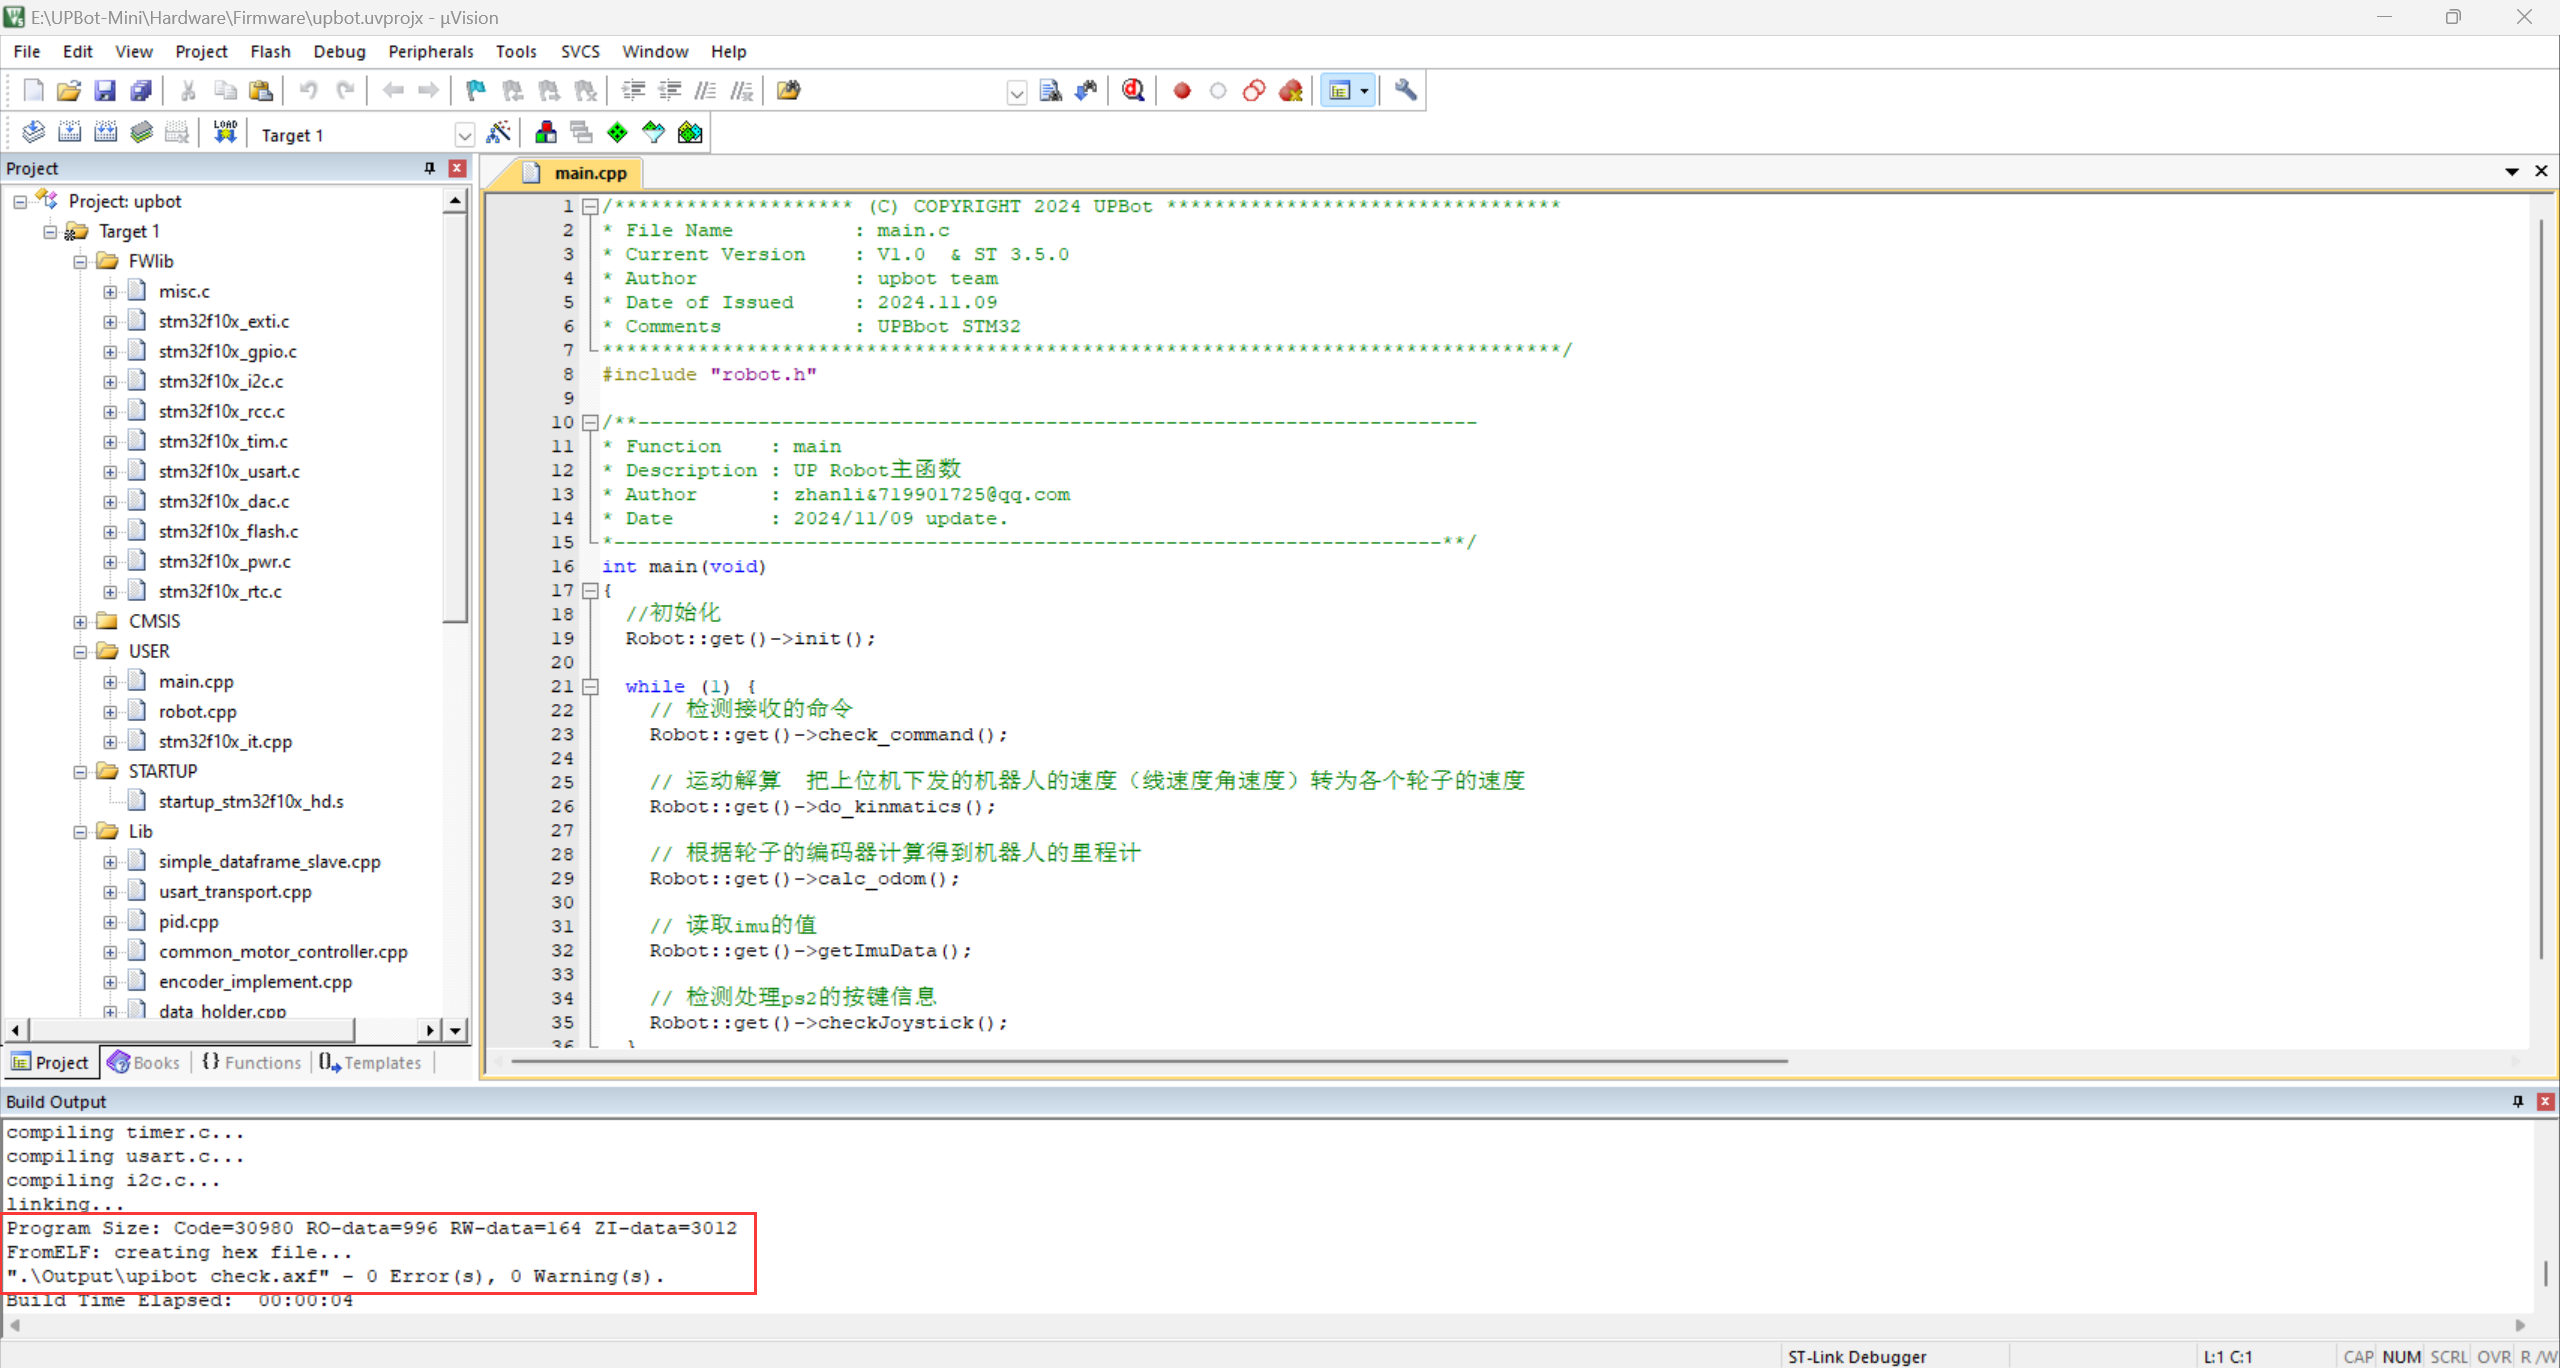 E:\UPBot-Mini\Hardware\Firmware\upbot.uvprojx - µVision
File Edit View Project Flash Debug Peripherals Tools SVCS Window Help
LOAD
Target 1
Project
Project: upbot
Target 1
FWlib
misc.c
stm32f10x_exti.c
stm32f10x_gpio.c
stm32f10x_i2c.c
stm32f10x_rcc.c
stm32f10x_tim.c
stm32f10x_usart.c
stm32f10x_dac.c
stm32f10x_flash.c
stm32f10x_pwr.c
stm32f10x_rtc.c
CMSIS
USER
main.cpp
robot.cpp
stm32f10x_it.cpp
STARTUP
startup_stm32f10x_hd.s
Lib
simple_dataframe_slave.cpp
usart_transport.cpp
pid.cpp
common_motor_controller.cpp
encoder_implement.cpp
data_holder.cpp
Project Books {} Functions Templates
main.cpp
1 /******************** (C) COPYRIGHT 2024 UPBot *********************************
2 * File Name : main.c
3 * Current Version : V1.0 & ST 3.5.0
4 * Author : upbot team
5 * Date of Issued : 2024.11.09
6 * Comments : UPBbot STM32
7 ********************************************************************************/
8 #include "robot.h"
9
10 /**----------------------------------------------------------------------
11 * Function : main
12 * Description : UP Robot主函数
13 * Author : zhanli&719901725@qq.com
14 * Date : 2024/11/09 update.
15 *---------------------------------------------------------------------**/
16 int main(void)
17 {
18 //初始化
19 Robot::get()->init();
20
21 while (1) {
22 // 检测接收的命令
23 Robot::get()->check_command();
24
25 // 运动解算 把上位机下发的机器人的速度（线速度角速度）转为各个轮子的速度
26 Robot::get()->do_kinmatics();
27
28 // 根据轮子的编码器计算得到机器人的里程计
29 Robot::get()->calc_odom();
30
31 // 读取imu的值
32 Robot::get()->getImuData();
33
34 // 检测处理ps2的按键信息
35 Robot::get()->checkJoystick();
36 }
Build Output
compiling timer.c...
compiling usart.c...
compiling i2c.c...
linking...
Program Size: Code=30980 RO-data=996 RW-data=164 ZI-data=3012
FromELF: creating hex file...
".\Output\upibot check.axf" - 0 Error(s), 0 Warning(s).
Build Time Elapsed: 00:00:04
ST-Link Debugger L:1 C:1 CAP NUM SCRL OVR R /W